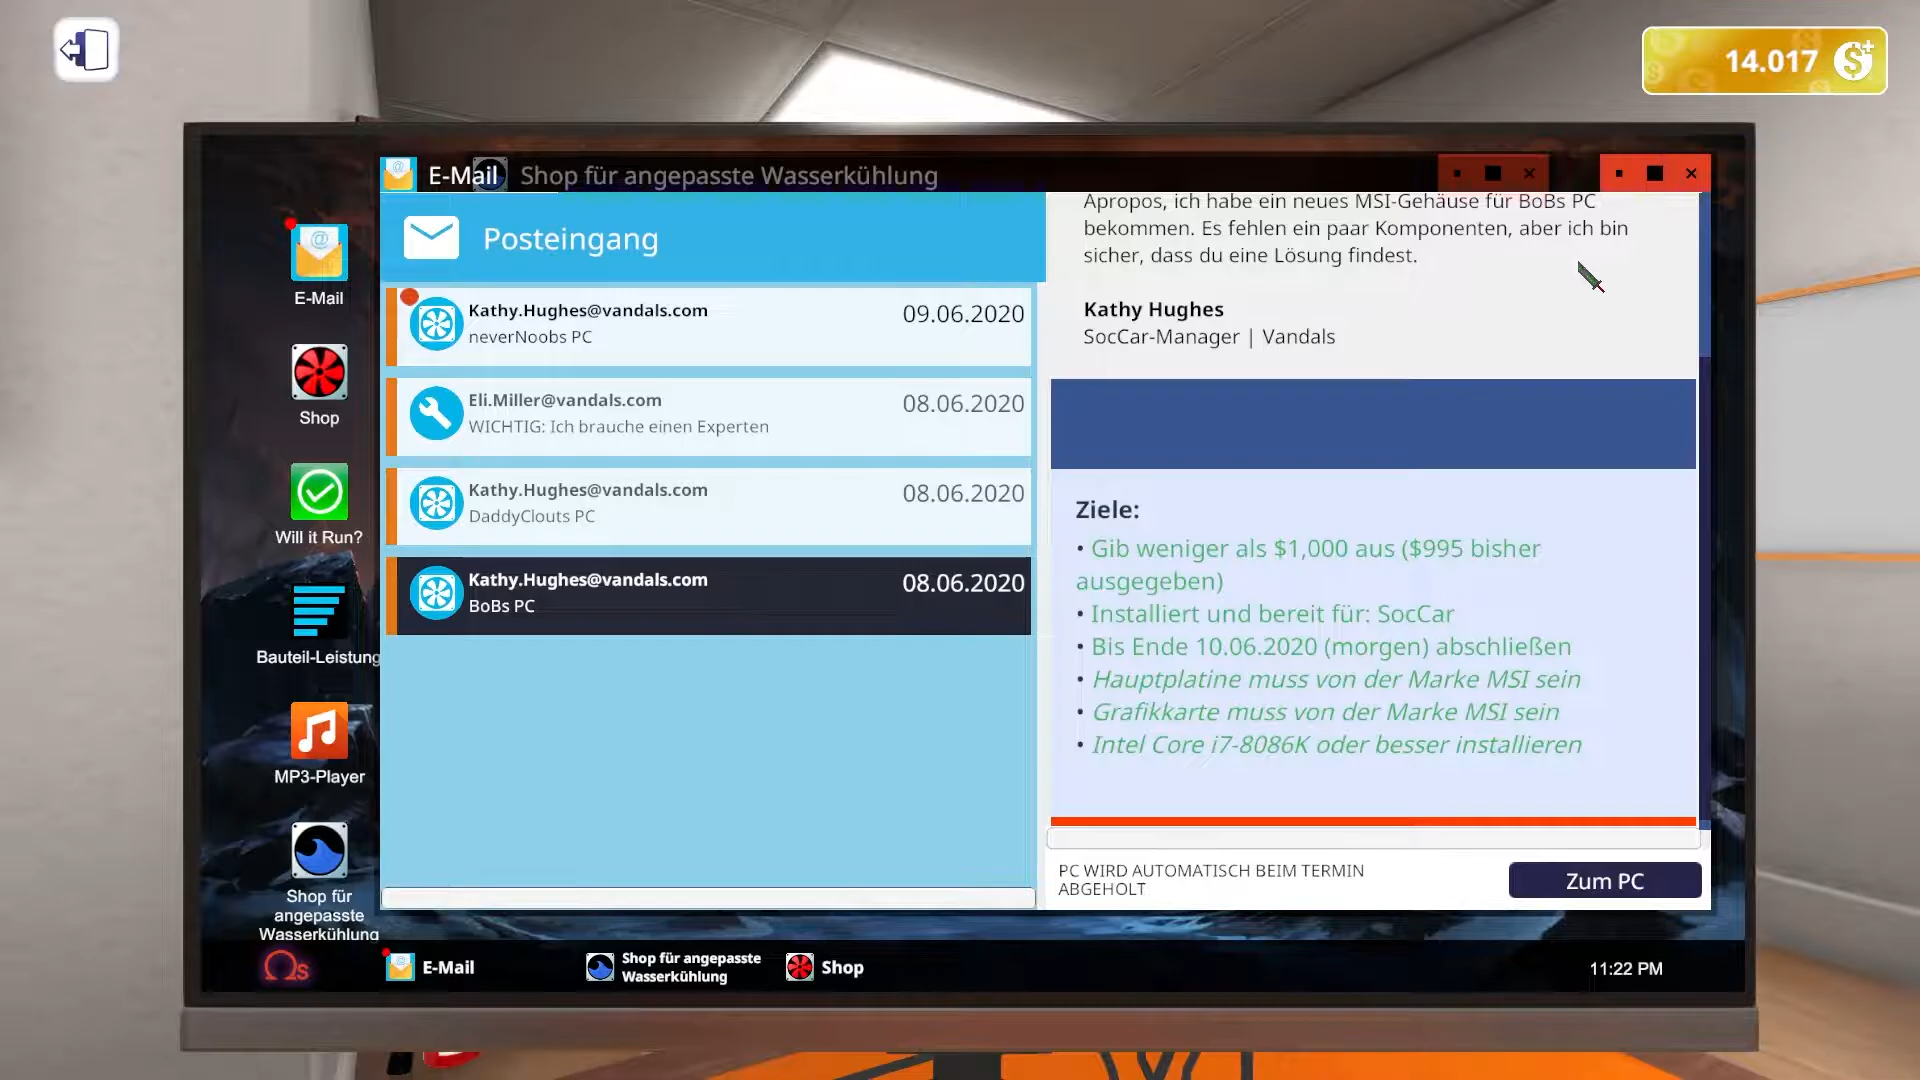 14.017
E-Mail
Shop für angepasste Wasserkühlung
Posteingang
Kathy.Hughes@vandals.com
09.06.2020
neverNoobs PC
Eli.Miller@vandals.com
08.06.2020
WICHTIG: Ich brauche einen Experten
Kathy.Hughes@vandals.com
08.06.2020
DaddyClouts PC
Kathy.Hughes@vandals.com
08.06.2020
BoBs PC
Apropos, ich habe ein neues MSI-Gehäuse für BoBs PC
bekommen. Es fehlen ein paar Komponenten, aber ich bin
sicher, dass du eine Lösung findest.
Kathy Hughes
SocCar-Manager | Vandals
Ziele:
• Gib weniger als $1,000 aus ($995 bisher
ausgegeben)
• Installiert und bereit für: SocCar
• Bis Ende 10.06.2020 (morgen) abschließen
• Hauptplatine muss von der Marke MSI sein
• Grafikkarte muss von der Marke MSI sein
• Intel Core i7-8086K oder besser installieren
PC WIRD AUTOMATISCH BEIM TERMIN
ABGEHOLT
Zum PC
E-Mail
Shop
Will it Run?
Bauteil-Leistung
MP3-Player
Shop für
angepasste
Wasserkühlung
Ωs
E-Mail
Shop für angepasste
Wasserkühlung
Shop
11:22 PM